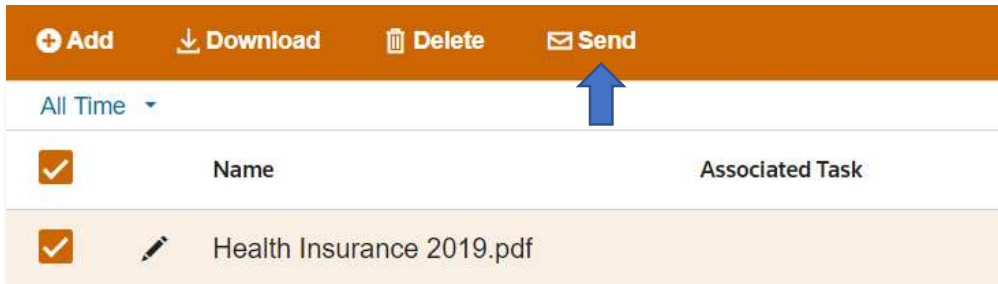 Add Download Delete Send
All Time
Name Associated Task
Health Insurance 2019.pdf